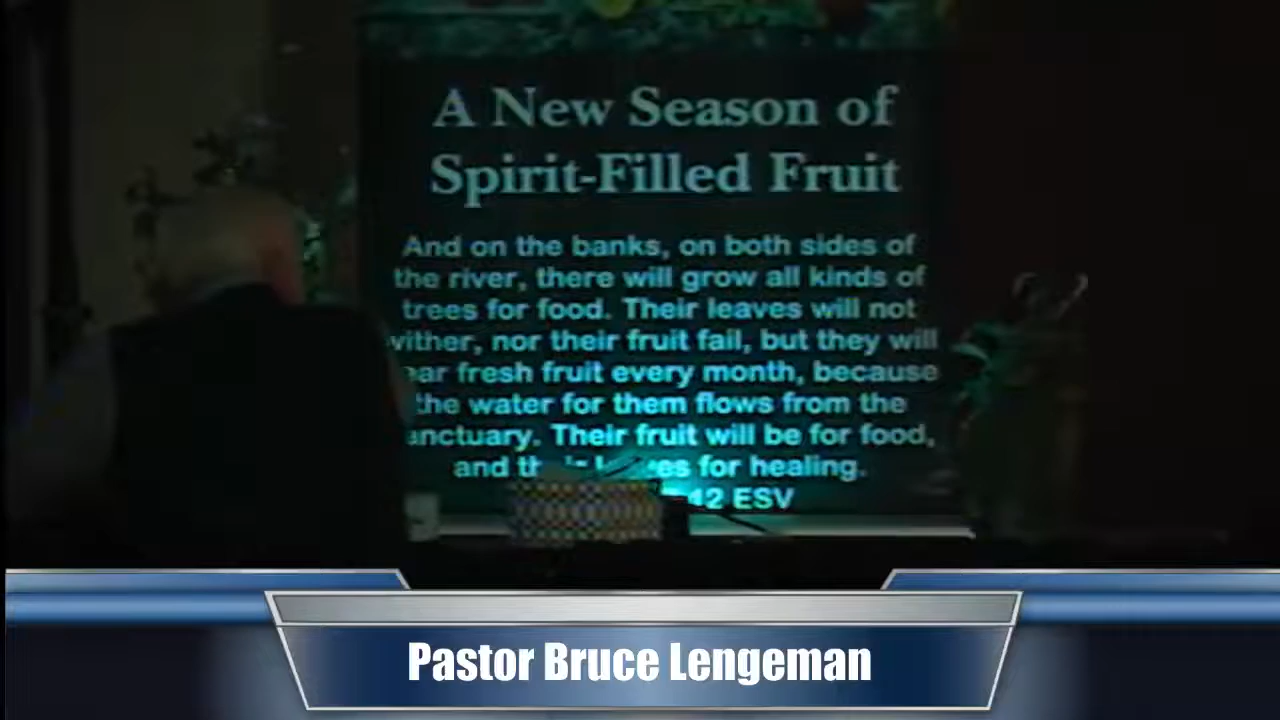 A New Season of
Spirit-Filled Fruit
And on the banks, on both sides of
the river, there will grow all kinds of
trees for food. Their leaves will not
wither, nor their fruit fail, but they will
fresh fruit every month, because
the water for them flows from the
Their fruit will be for food,
and for healing.
12 ESV
Pastor Bruce Lengeman